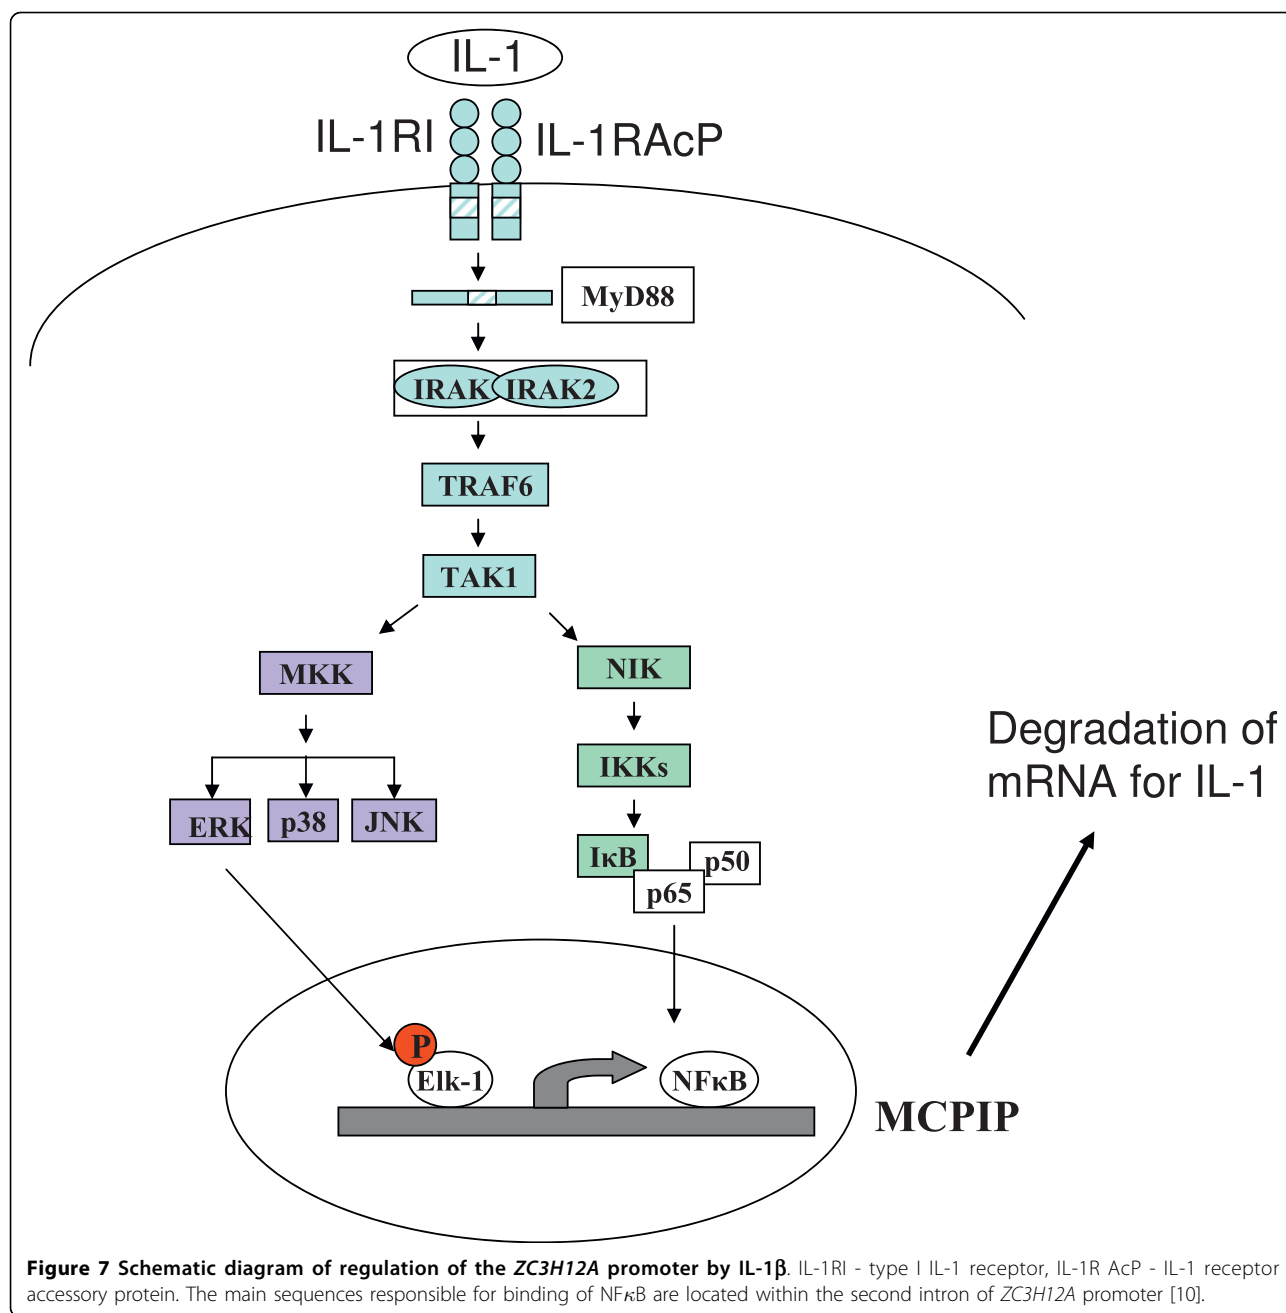 IL-1
IL-1RI
IL-1RAcP
MyD88
IRAK IRAK2
TRAF6
TAK1
MKK
NIK
IKKs
ERK
p38
JNK
IκB
p50
p65
Degradation of
mRNA for IL-1
P
Elk-1
NFκB
MCPIP
Figure 7 Schematic diagram of regulation of the ZC3H12A promoter by IL-1β. IL-1RI - type I IL-1 receptor, IL-1R AcP - IL-1 receptor
accessory protein. The main sequences responsible for binding of NFκB are located within the second intron of ZC3H12A promoter [10].